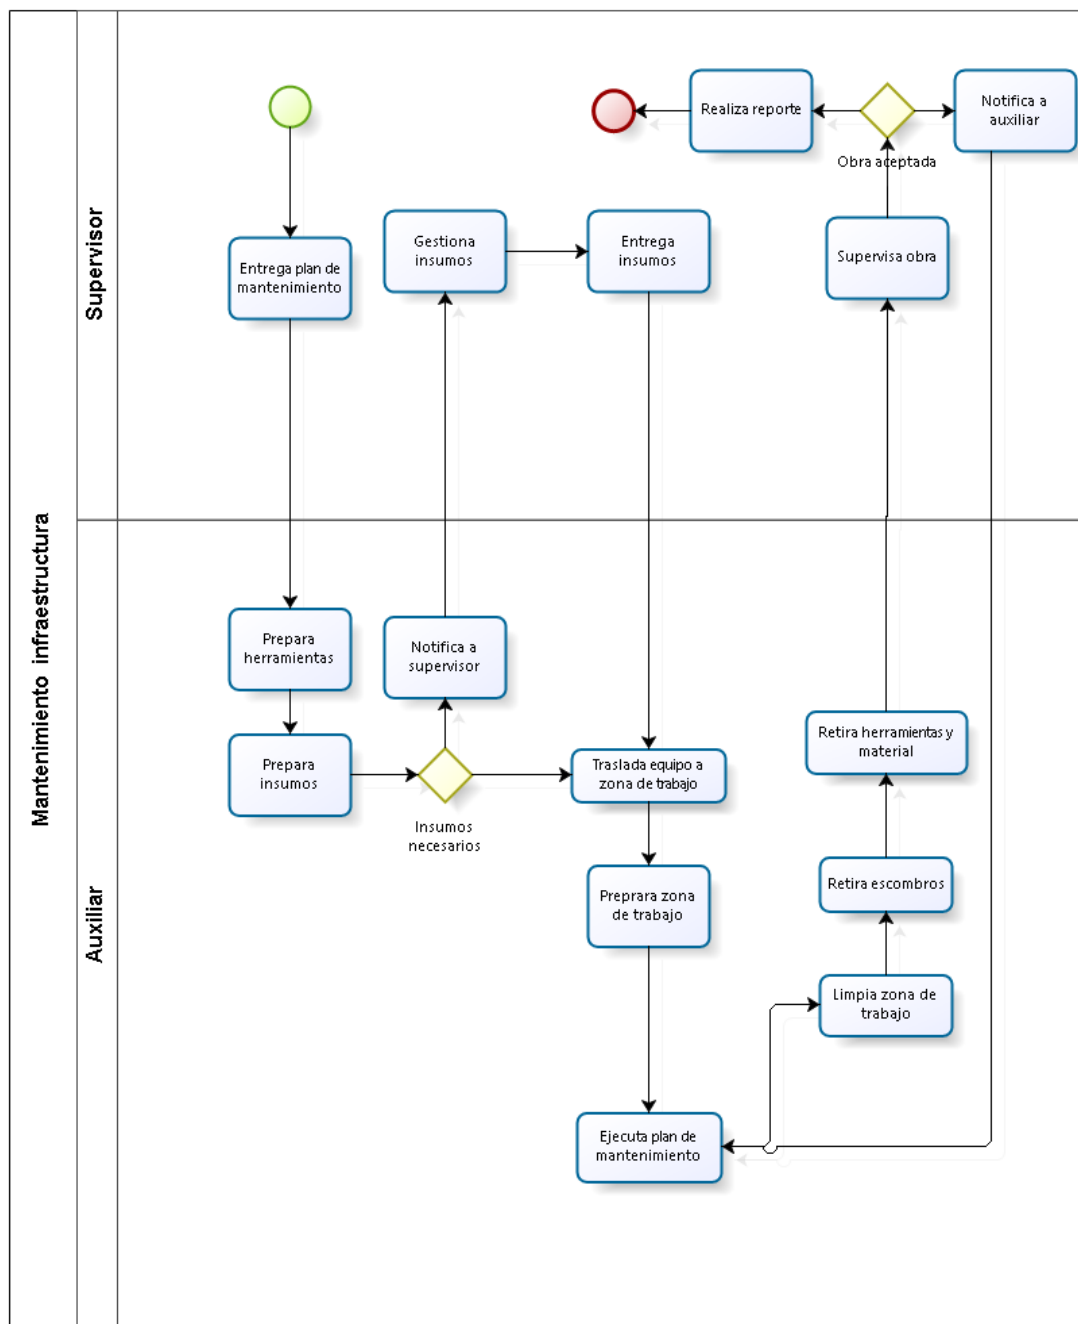 Mantenimiento infraestructura
Supervisor
Realiza reporte
Notifica a
auxiliar
Obra aceptada
Gestiona
insumos
Entrega
insumos
Supervisa obra
Entrega plan de
mantenimiento
Auxiliar
Prepara
herramientas
Notifica a
supervisor
Retira herramientas y
material
Prepara
insumos
Traslada equipo a
zona de trabajo
Insumos
necesarios
Preprara zona
de trabajo
Retira escombros
Limpia zona de
trabajo
Ejecuta plan de
mantenimiento